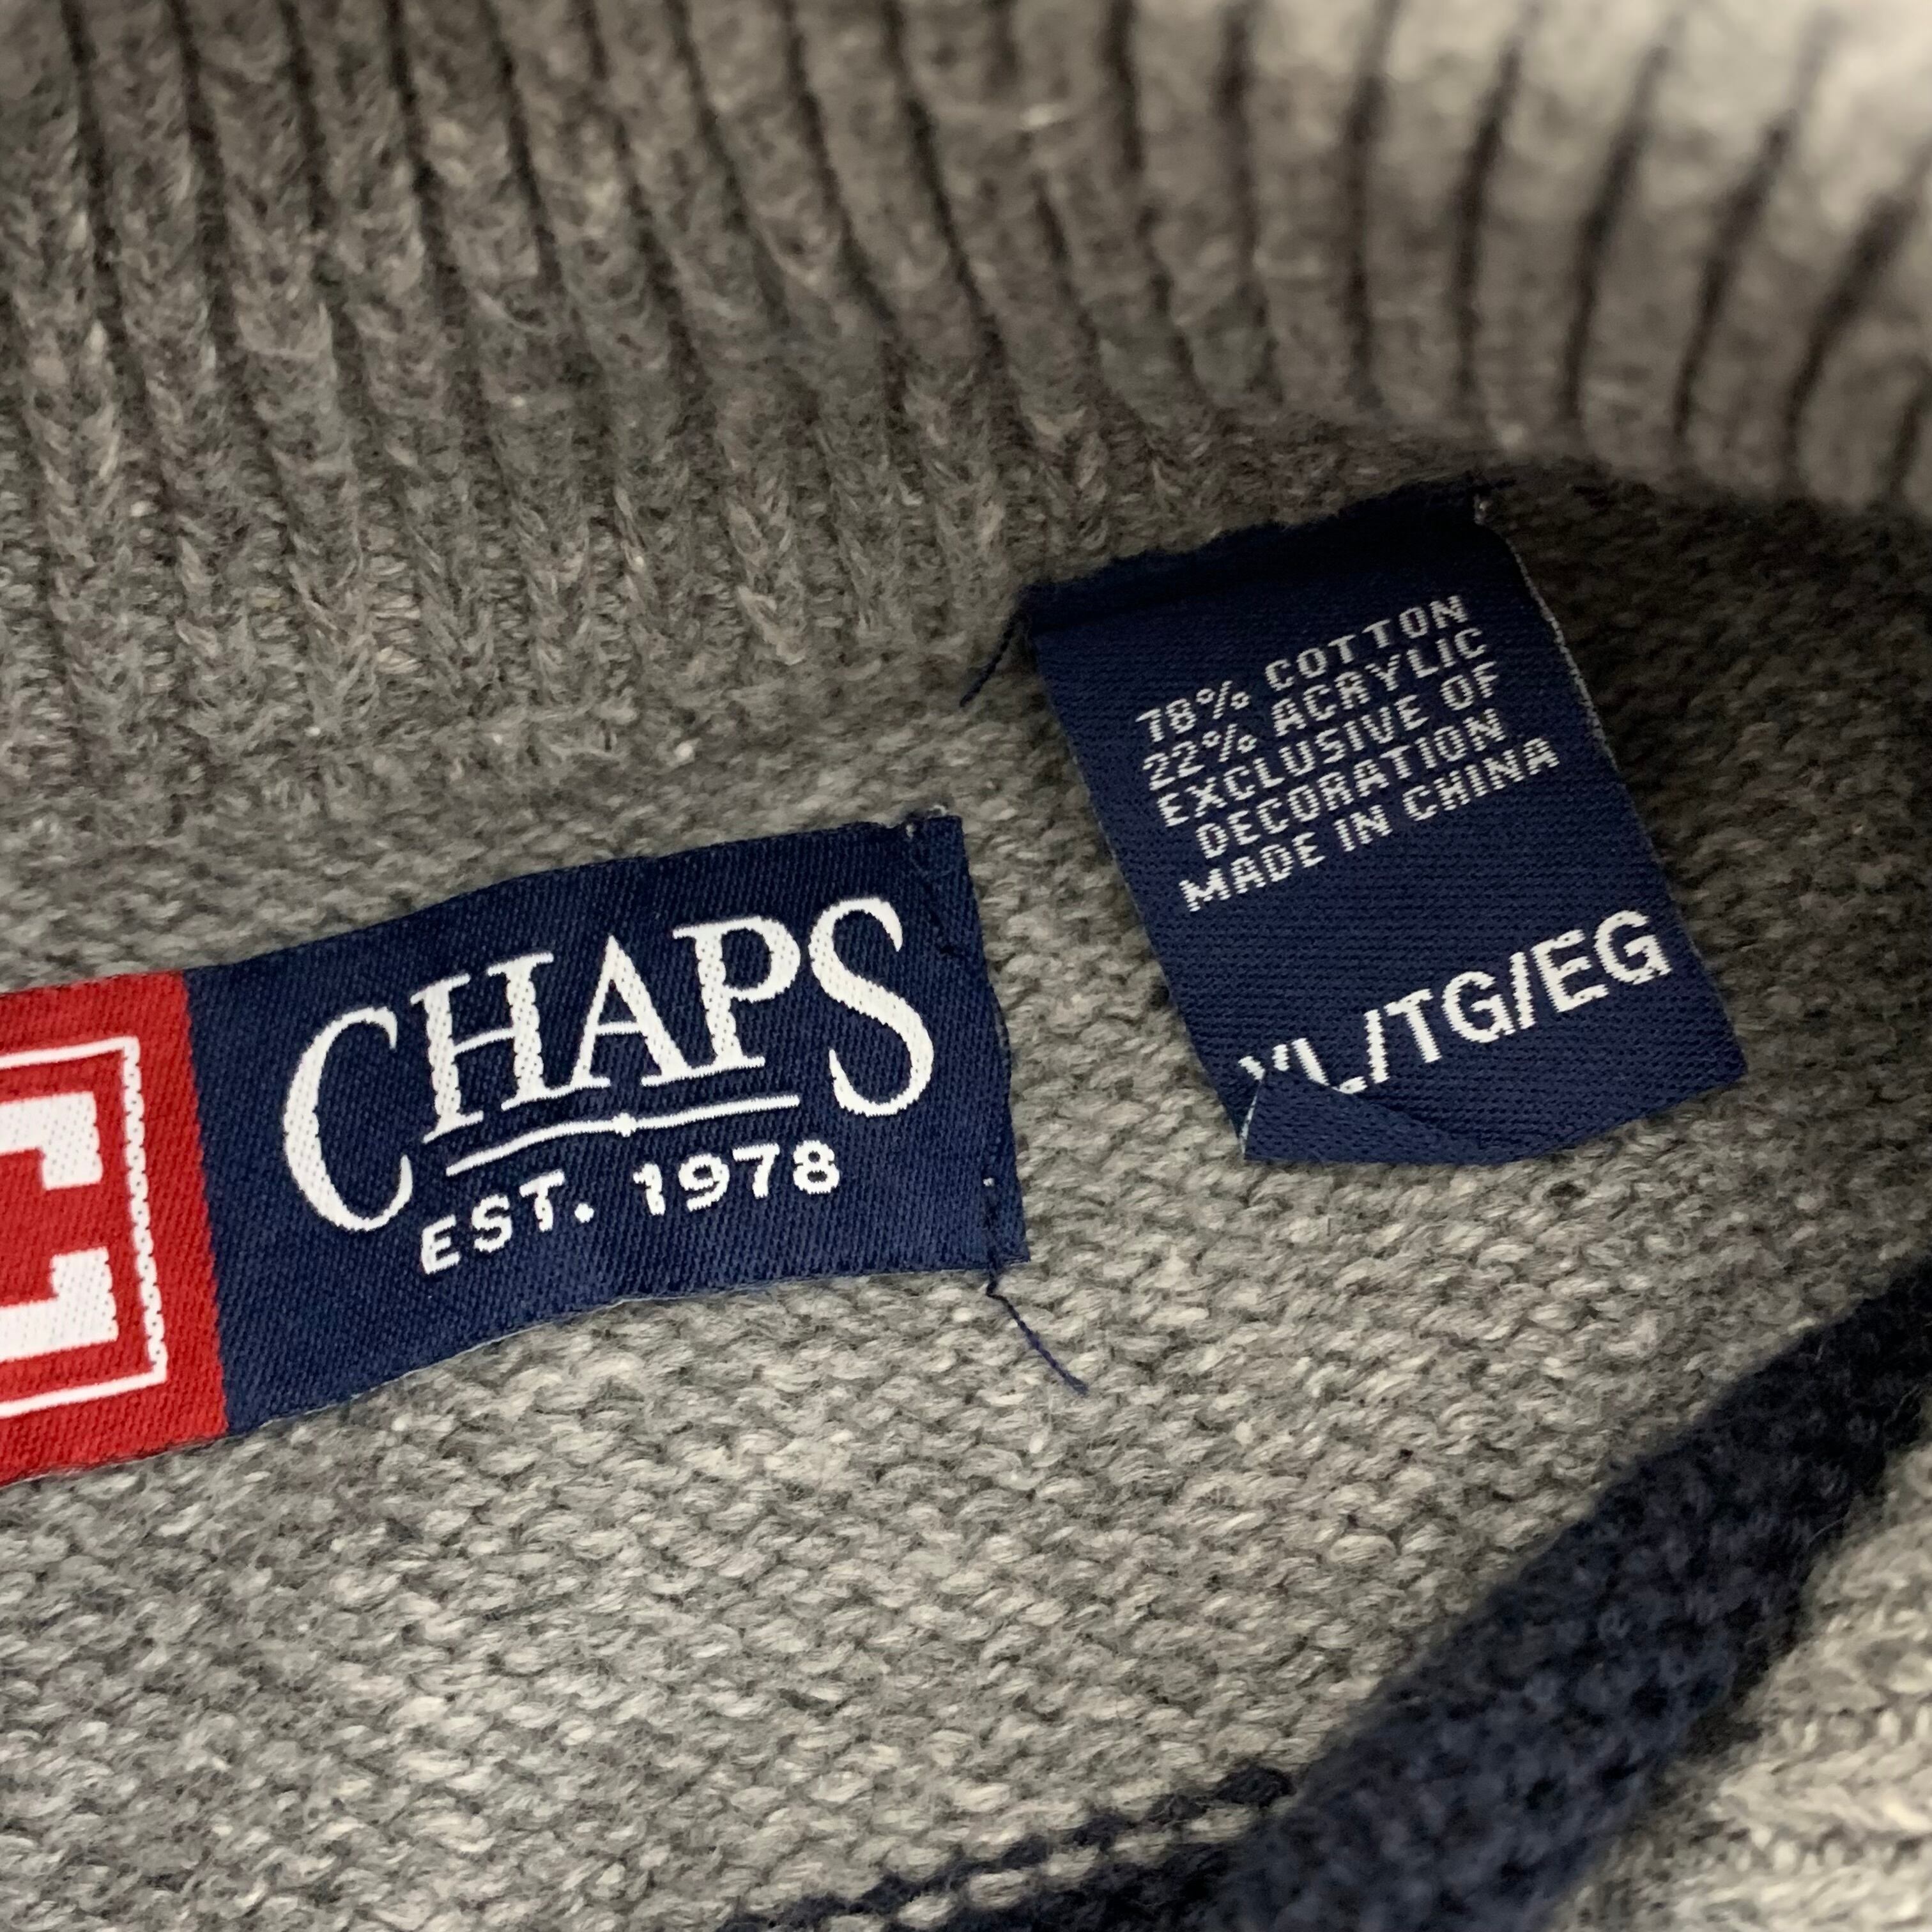 CHAPS
EST. 1978
78% COTTON
22% ACRYLIC
EXCLUSIVE OF
DECORATION
MADE IN CHINA
XL/TG/EG